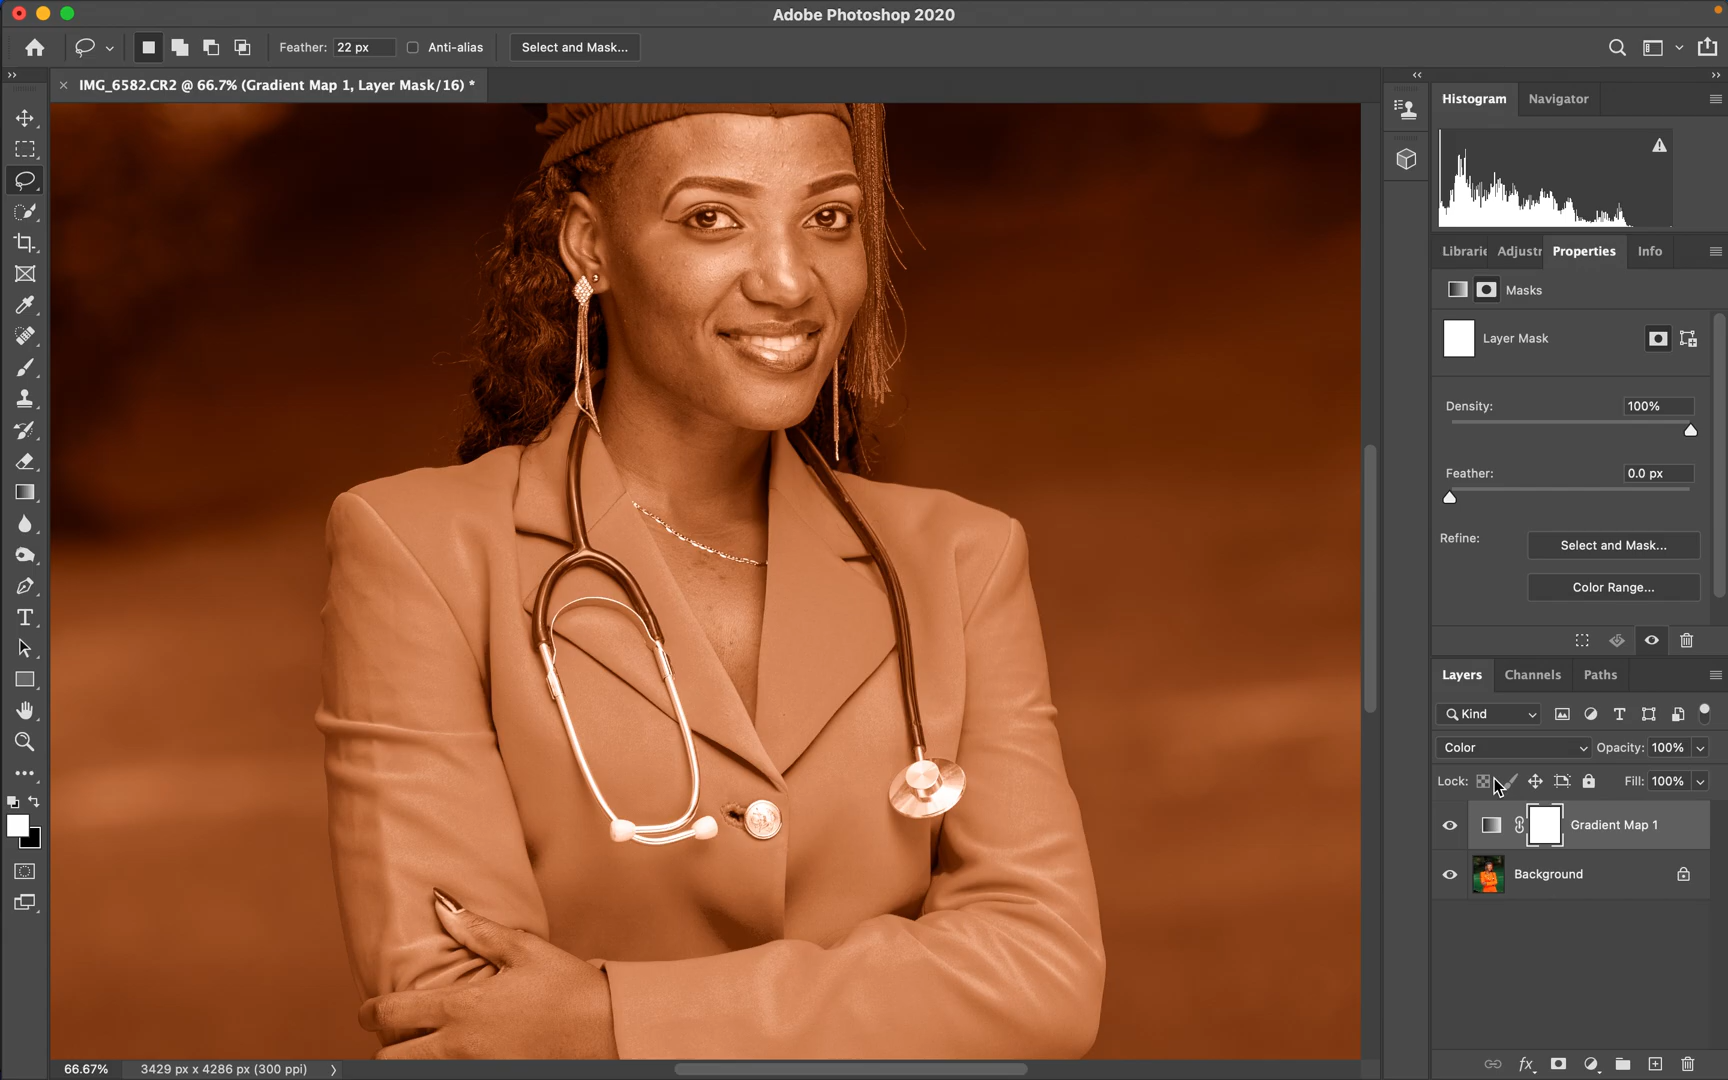 Adobe Photoshop 2020
Feather: 22 px Anti-alias Select and Mask...
IMG_6582.CR2 @ 66.7% (Gradient Map 1, Layer Mask/16) *
Histogram Navigator
Librarie Adjustr Properties Info
Masks
Layer Mask
Density: 100%
Feather: 0.0 px
Refine: Select and Mask...
Color Range...
Layers Channels Paths
Kind
Color Opacity: 100%
Lock: Fill: 100%
Gradient Map 1
Background
66.67% 3429 px x 4286 px (300 ppi)